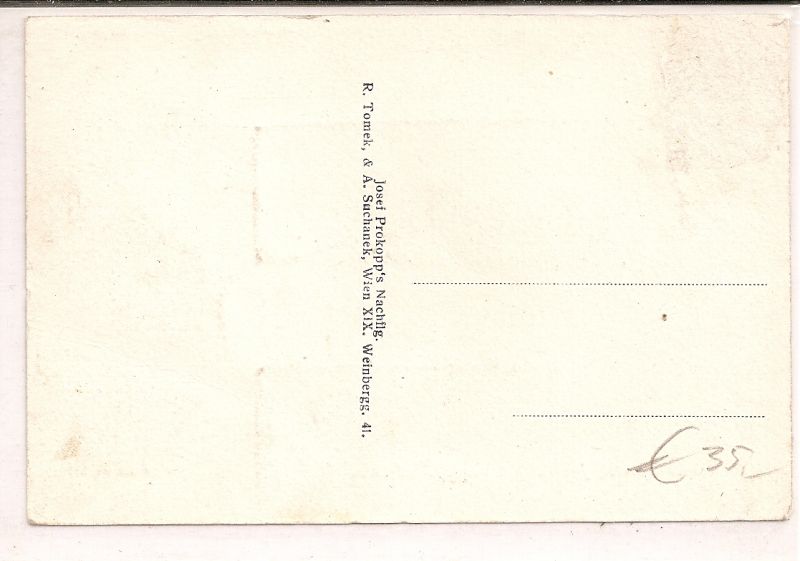 Josef Prokopp's Nachflg.
R. Tomek, & A. Suchanek, Wien XIX. Weinbergg. 41.
€ 35,-